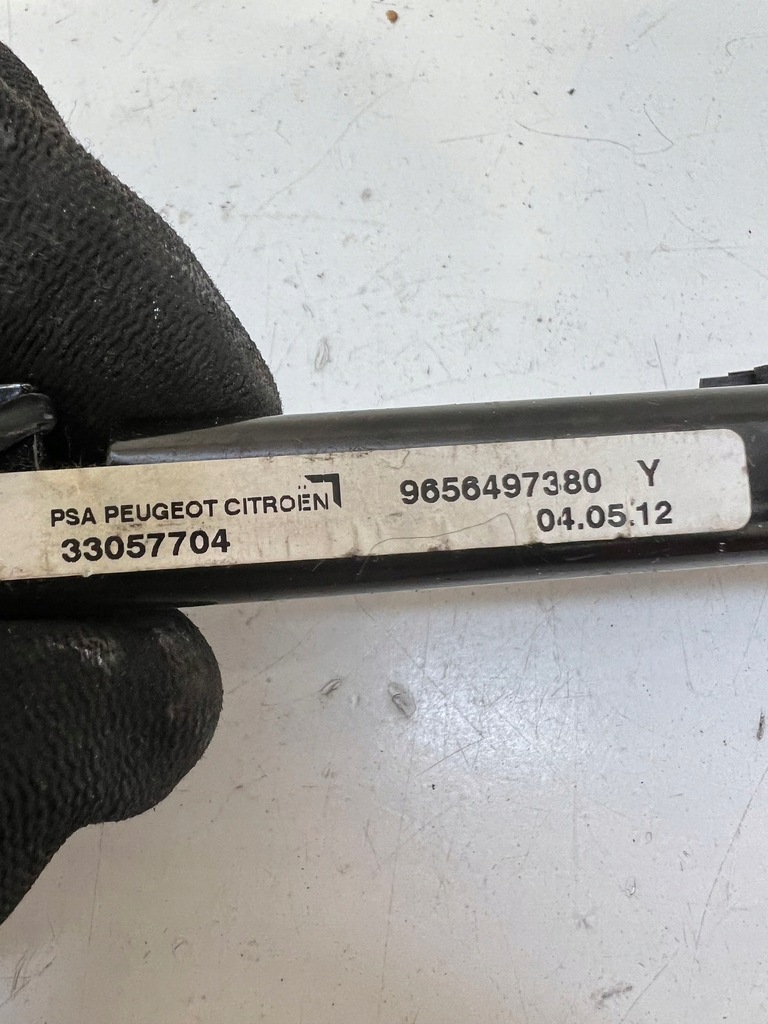 PSA PEUGEOT CITROËN
33057704
9656497380 Y
04.05.12